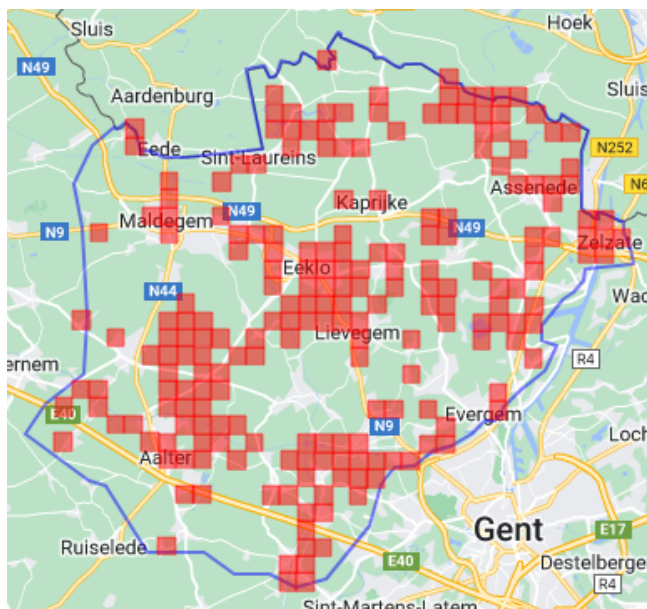 Sluis
Hoek
N49
Sluis
Aardenburg
N252
Eede
Sint-Laureins
N6
Assenede
Kaprijke
Maldegem
N49
N49
N9
Zelzate
Eeklo
N44
Wac
Lievegem
R4
ernem
E40
Evergem
N9
Loch
Aalter
Gent
E17
Ruiselede
E40
Destelberge
R4
Sint-Martens-Latem